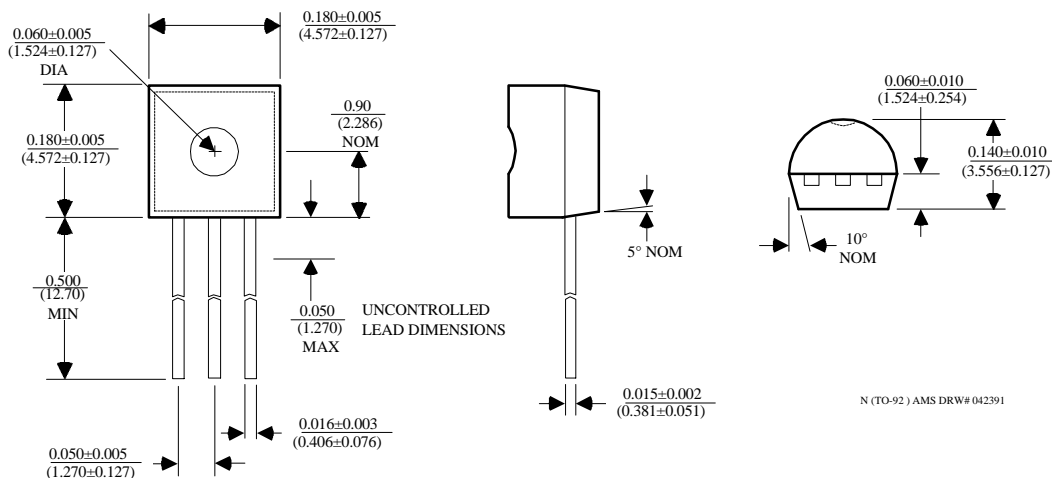 0.180±0.005
(4.572±0.127)
0.060±0.005
(1.524±0.127)
DIA
0.180±0.005
(4.572±0.127)
0.90
(2.286)
NOM
0.500
(12.70)
MIN
0.050
(1.270)
MAX
UNCONTROLLED
LEAD DIMENSIONS
0.016±0.003
(0.406±0.076)
0.050±0.005
(1.270±0.127)
5° NOM
0.015±0.002
(0.381±0.051)
0.060±0.010
(1.524±0.254)
0.140±0.010
(3.556±0.127)
10°
NOM
N (TO-92 ) AMS DRW# 042391